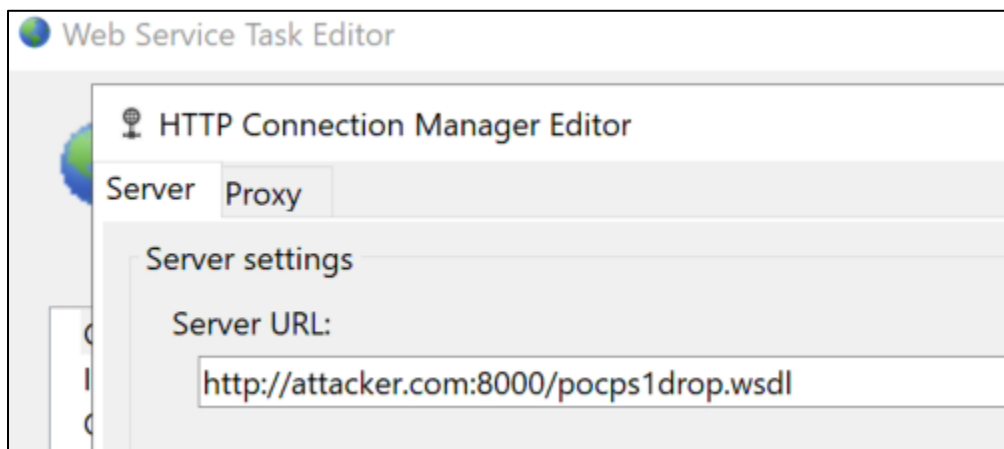 Web Service Task Editor
HTTP Connection Manager Editor
Server
Proxy
Server settings
Server URL:
http://attacker.com:8000/pocps1drop.wsdl